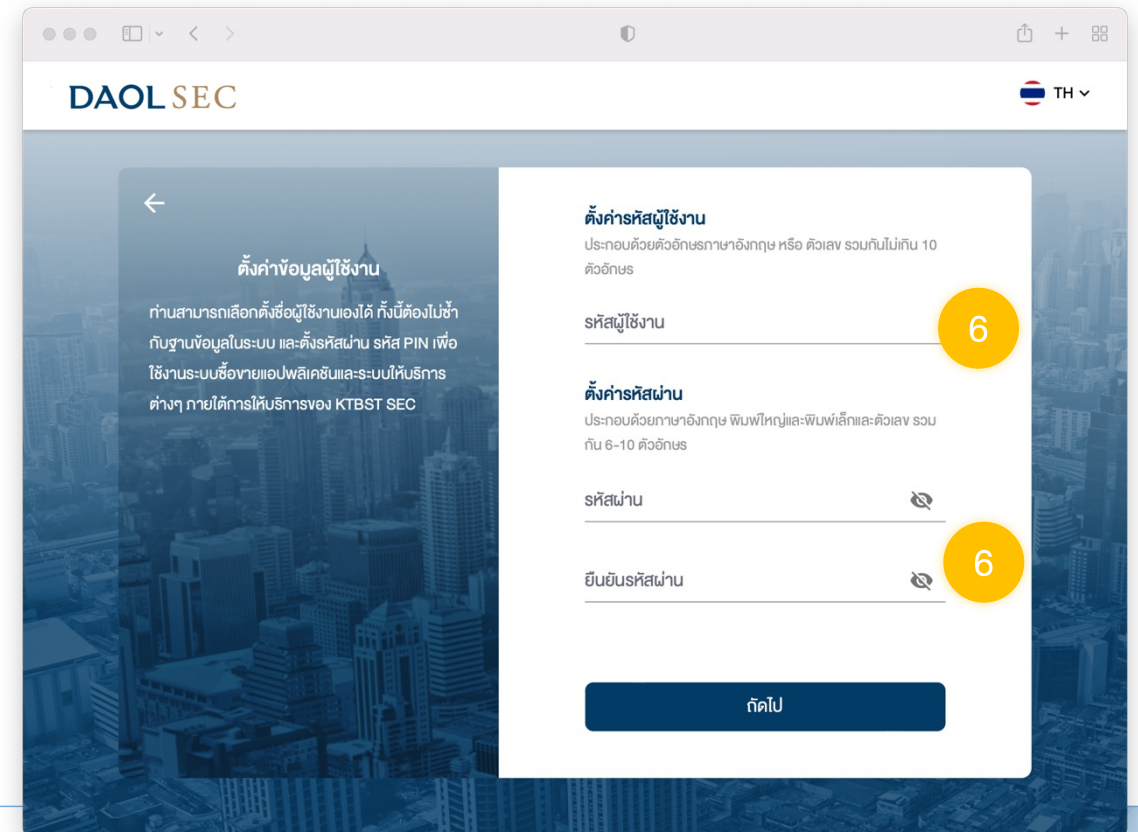 DAOL SEC
TH
ตั้งค่าข้อมูลผู้ใช้งาน
ท่านสามารถเลือกตั้งชื่อผู้ใช้งานเองได้ ทั้งนี้ต้องไม่ซ้ำ
กับฐานข้อมูลในระบบ และตั้งรหัสผ่าน รหัส PIN เพื่อ
ใช้งานระบบซื้อขายแอปพลิเคชันและระบบให้บริการ
ต่างๆ ภายใต้การให้บริการของ KTBST SEC
ตั้งค่ารหัสผู้ใช้งาน
ประกอบด้วยตัวอักษรภาษาอังกฤษ หรือ ตัวเลข รวมกันไม่เกิน 10
ตัวอักษร
รหัสผู้ใช้งาน
6
ตั้งค่ารหัสผ่าน
ประกอบด้วยภาษาอังกฤษ พิมพ์ใหญ่และพิมพ์เล็กและตัวเลข รวม
กัน 6-10 ตัวอักษร
รหัสผ่าน
6
ยืนยันรหัสผ่าน
ถัดไป